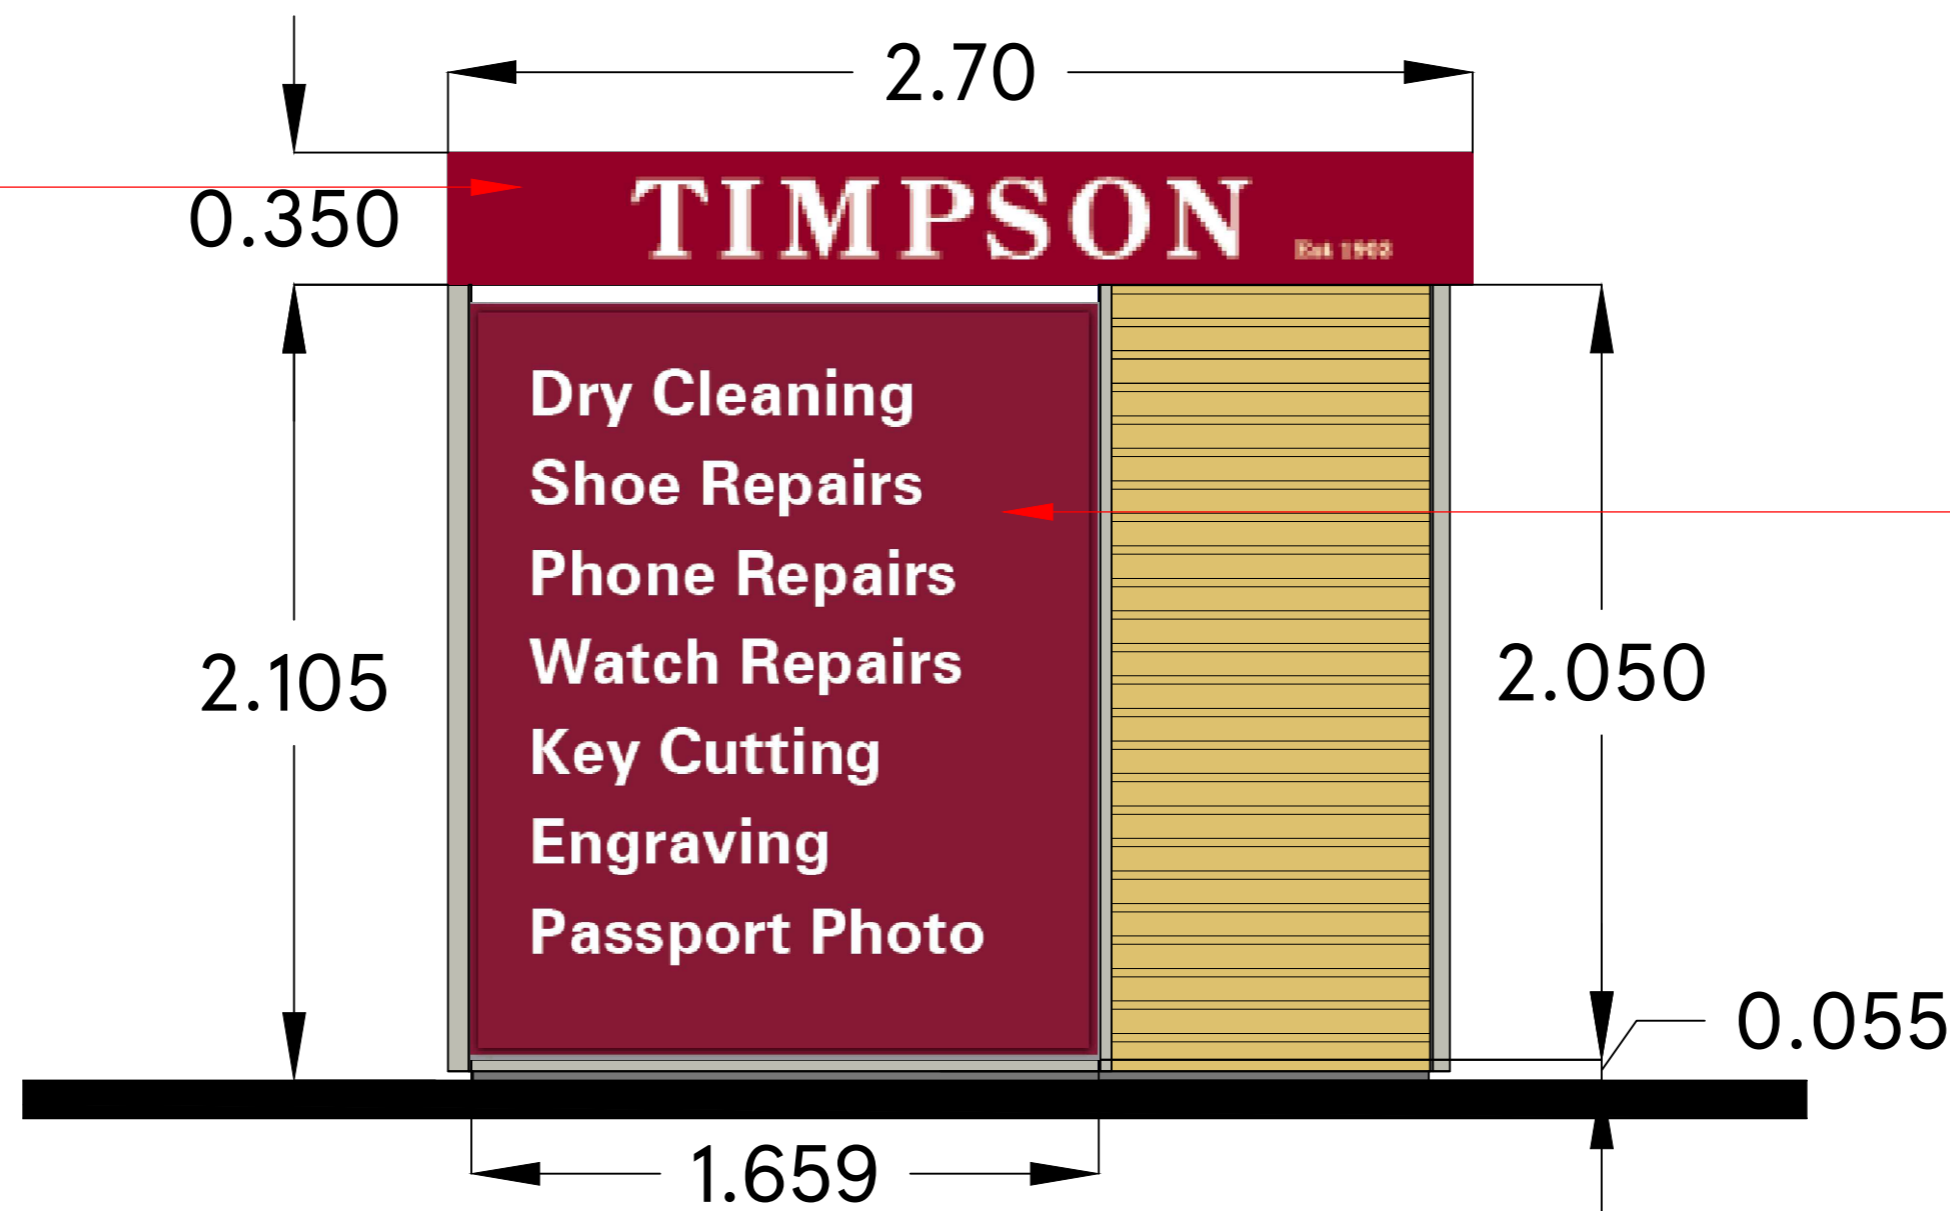 2.70
0.350
TIMPSON
Est 1903
Dry Cleaning
Shoe Repairs
Phone Repairs
Watch Repairs
Key Cutting
Engraving
Passport Photo
2.105
2.050
0.055
1.659